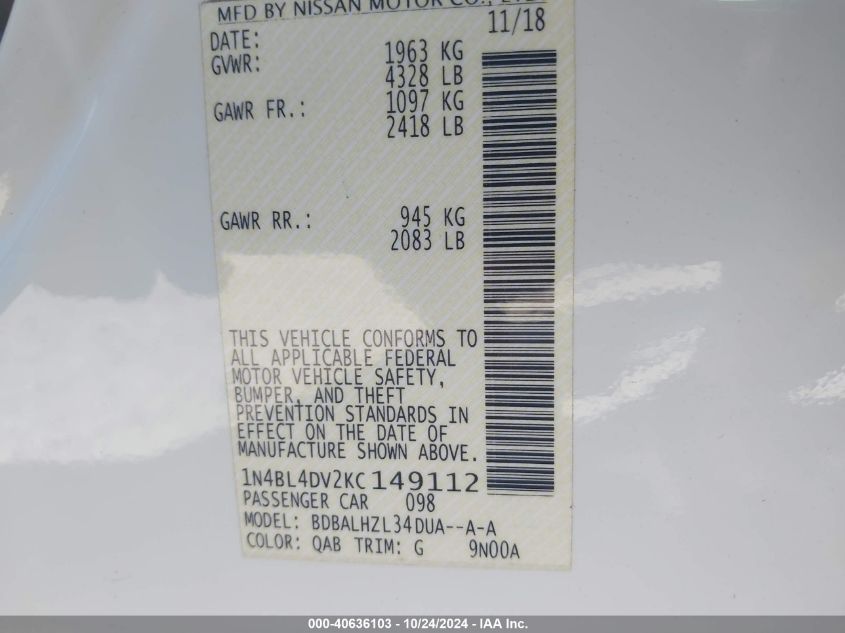 MFD BY NISSAN MOTOR CO., LTD.
DATE: 11/18
GVWR: 1963 KG
4328 LB
GAWR FR.: 1097 KG
2418 LB
GAWR RR.: 945 KG
2083 LB
THIS VEHICLE CONFORMS TO
ALL APPLICABLE FEDERAL
MOTOR VEHICLE SAFETY,
BUMPER, AND THEFT
PREVENTION STANDARDS IN
EFFECT ON THE DATE OF
MANUFACTURE SHOWN ABOVE.
1N4BL4DV2KC149112
PASSENGER CAR 098
MODEL: BDBALHZL34DUA--A-A
COLOR: QAB TRIM: G 9N00A
000-40636103 - 10/24/2024 - IAA Inc.